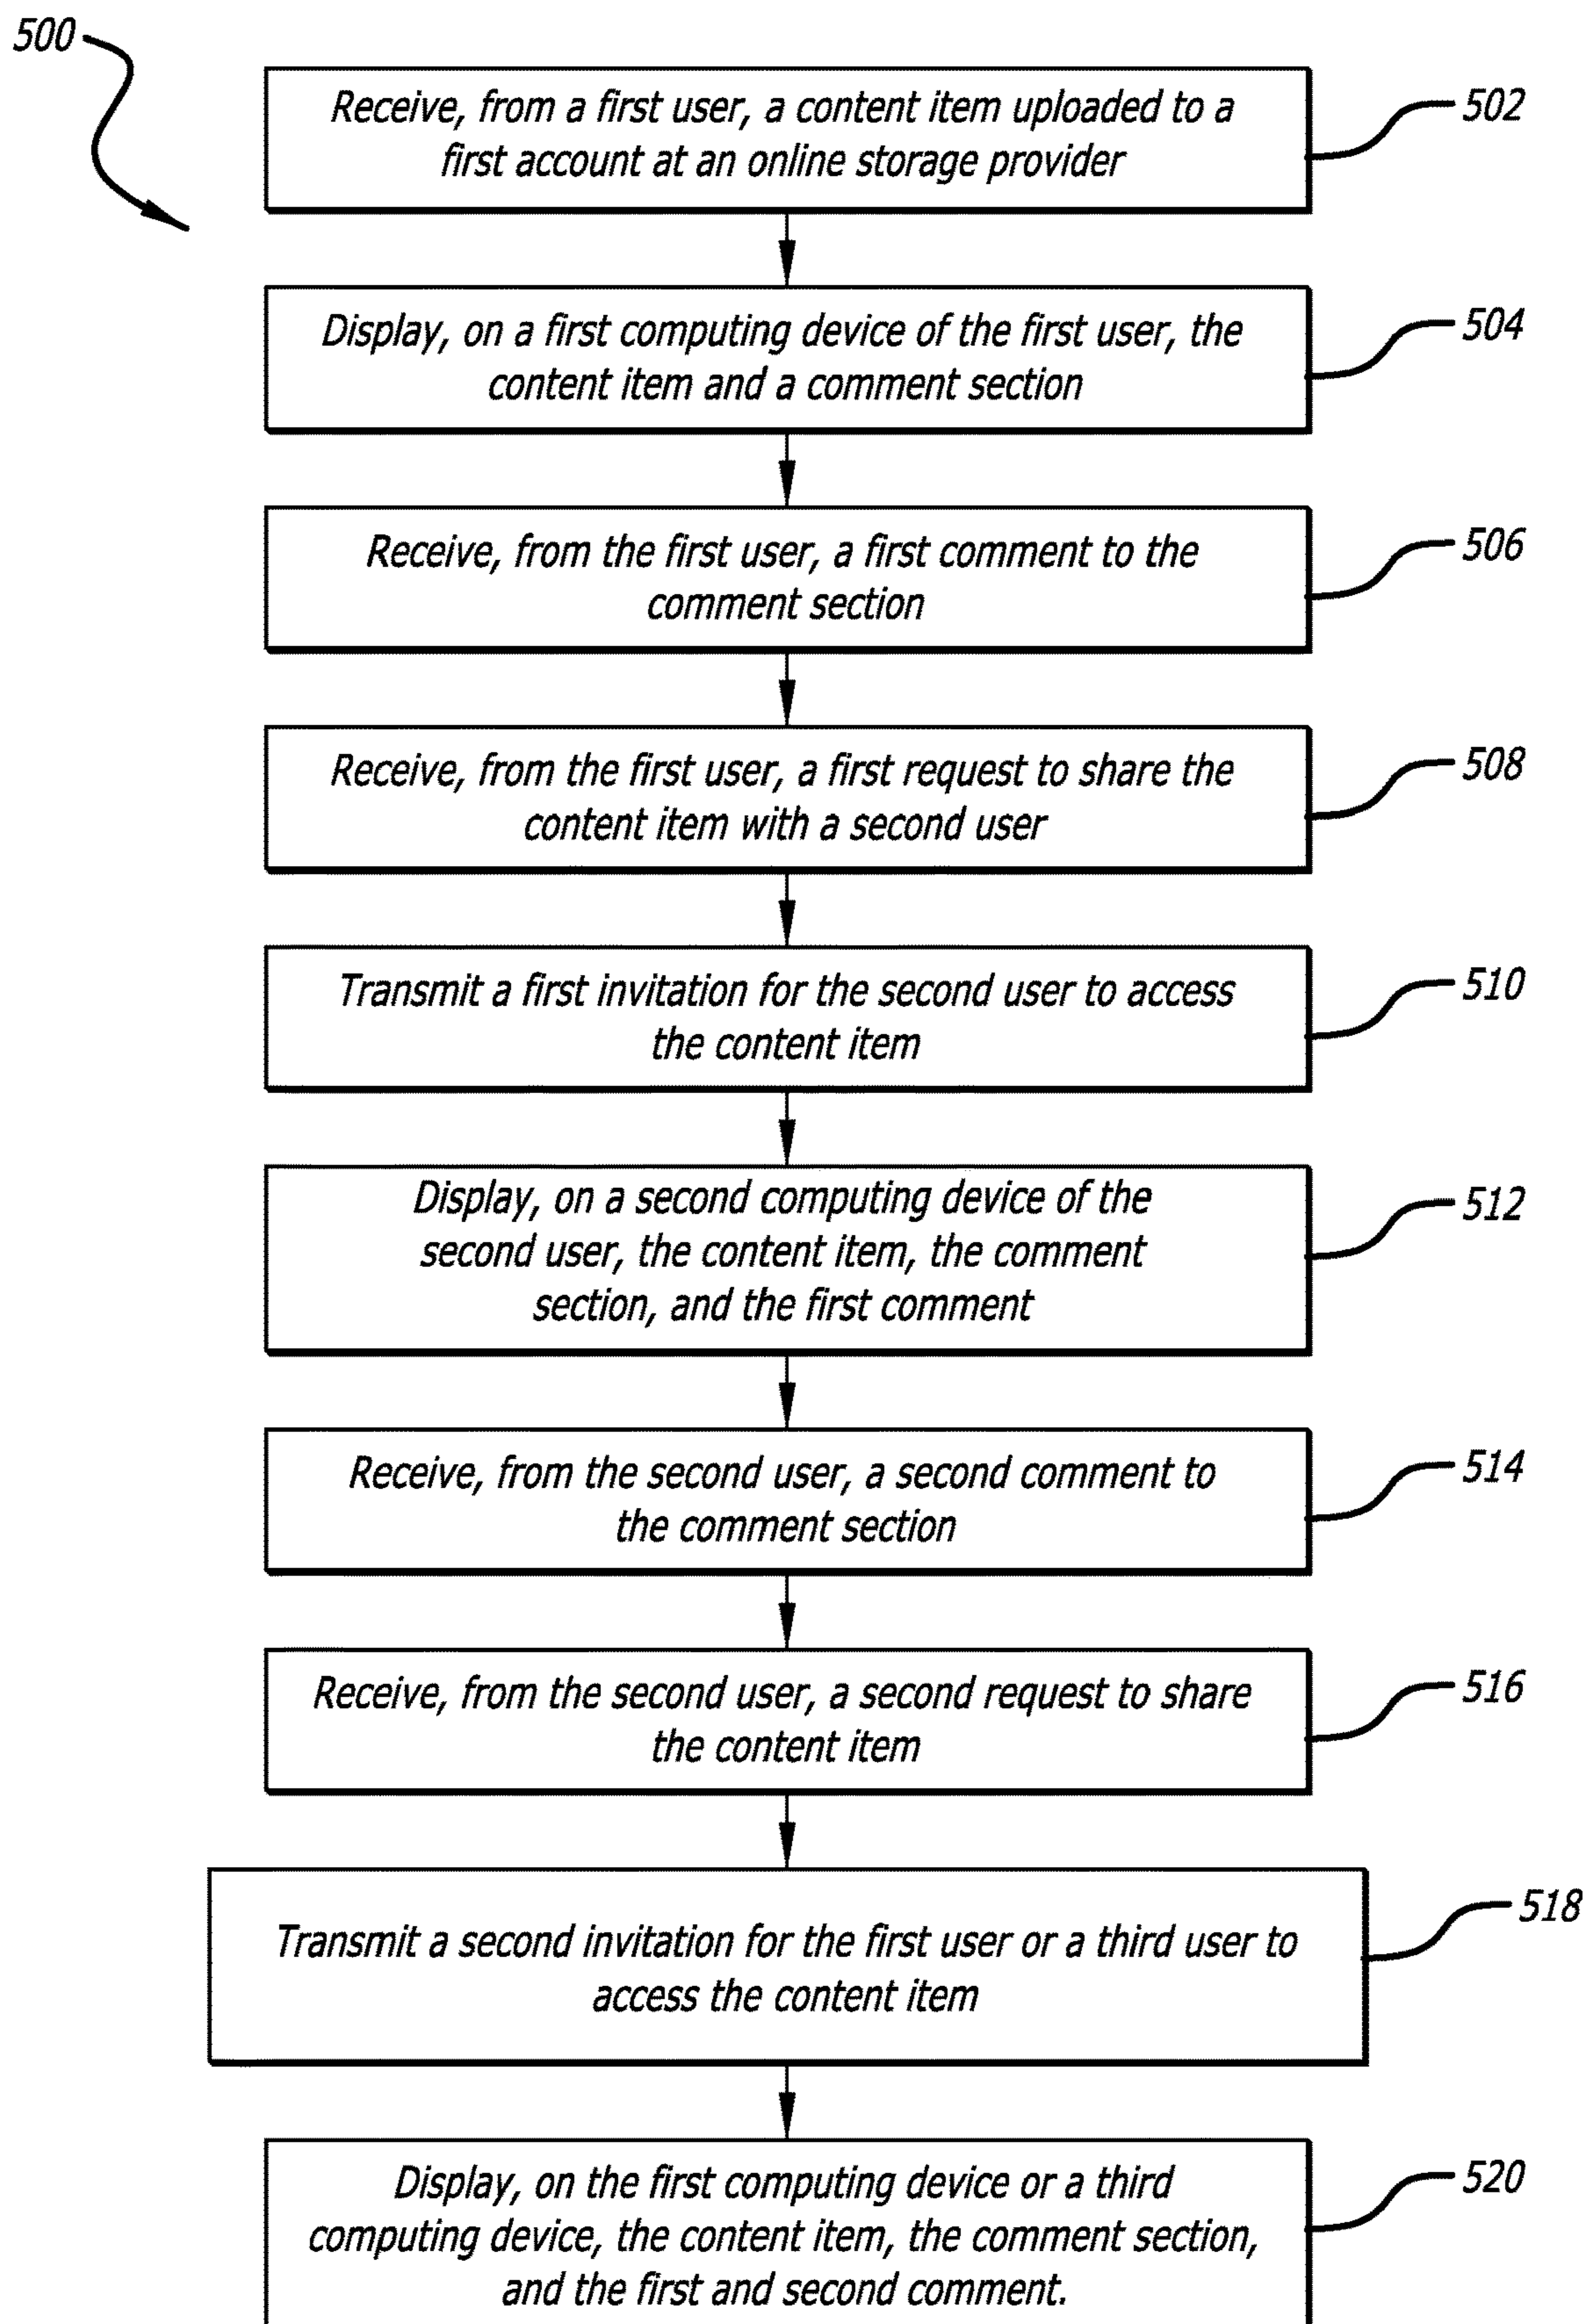 500
Receive, from a first user, a content item uploaded to a
first account at an online storage provider
502
Display, on a first computing device of the first user, the
content item and a comment section
504
Receive, from the first user, a first comment to the
comment section
506
Receive, from the first user, a first request to share the
content item with a second user
508
Transmit a first invitation for the second user to access
the content item
510
Display, on a second computing device of the
second user, the content item, the comment
section, and the first comment
512
Receive, from the second user, a second comment to
the comment section
514
Receive, from the second user, a second request to share
the content item
516
Transmit a second invitation for the first user or a third user to
access the content item
518
Display, on the first computing device or a third
computing device, the content item, the comment section,
and the first and second comment.
520